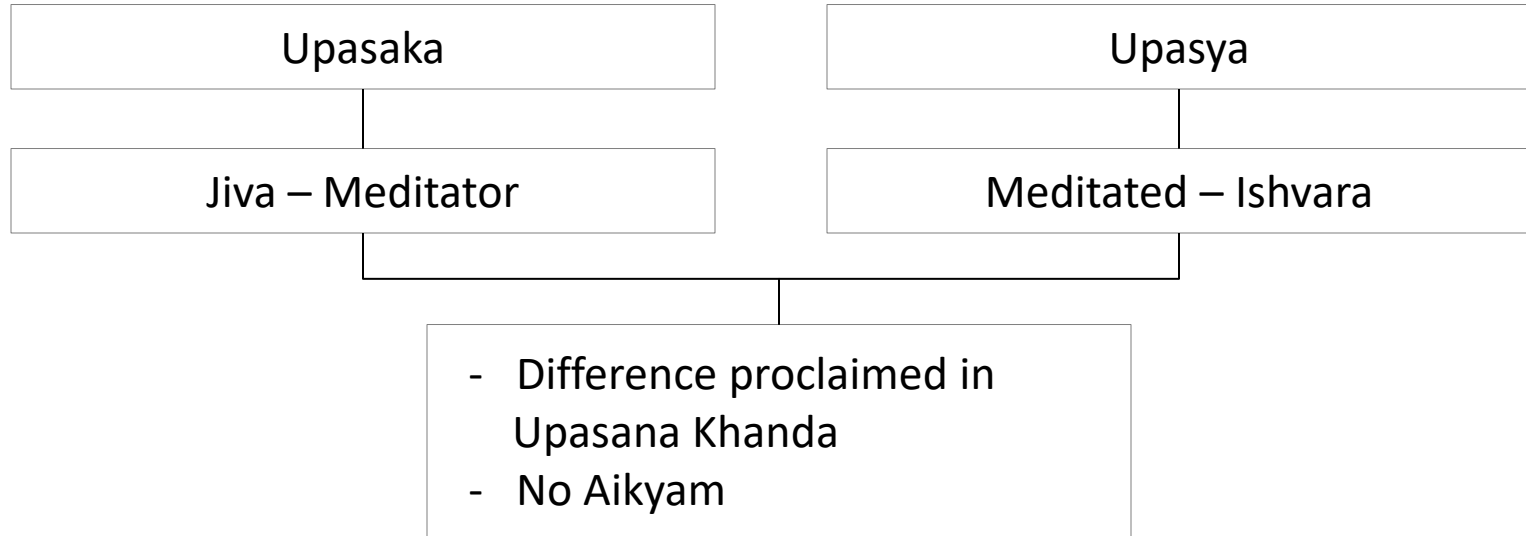 Upasaka
Upasya
Jiva – Meditator
Meditated – Ishvara
- Difference proclaimed in
Upasana Khanda
- No Aikyam